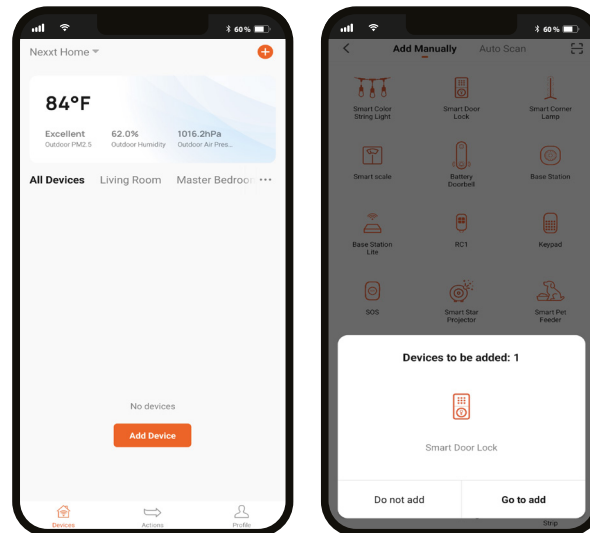 60%
Nexxt Home
84°F
Excellent 62.0% 1016.2hPa
Outdoor PM2.5 Outdoor Humidity Outdoor Air Pres...
All Devices Living Room Master Bedroo ...
No devices
Add Device
Devices Actions Profile
60%
Add Manually Auto Scan
Smart Color Smart Door Smart Corner
String Light Lock Lamp
Smart scale Battery Base Station
Doorbell
Base Station RC1 Keypad
Lite
SOS Smart Star Smart Pet
Projector Feeder
Devices to be added: 1
Smart Door Lock
Do not add Go to add
Strip